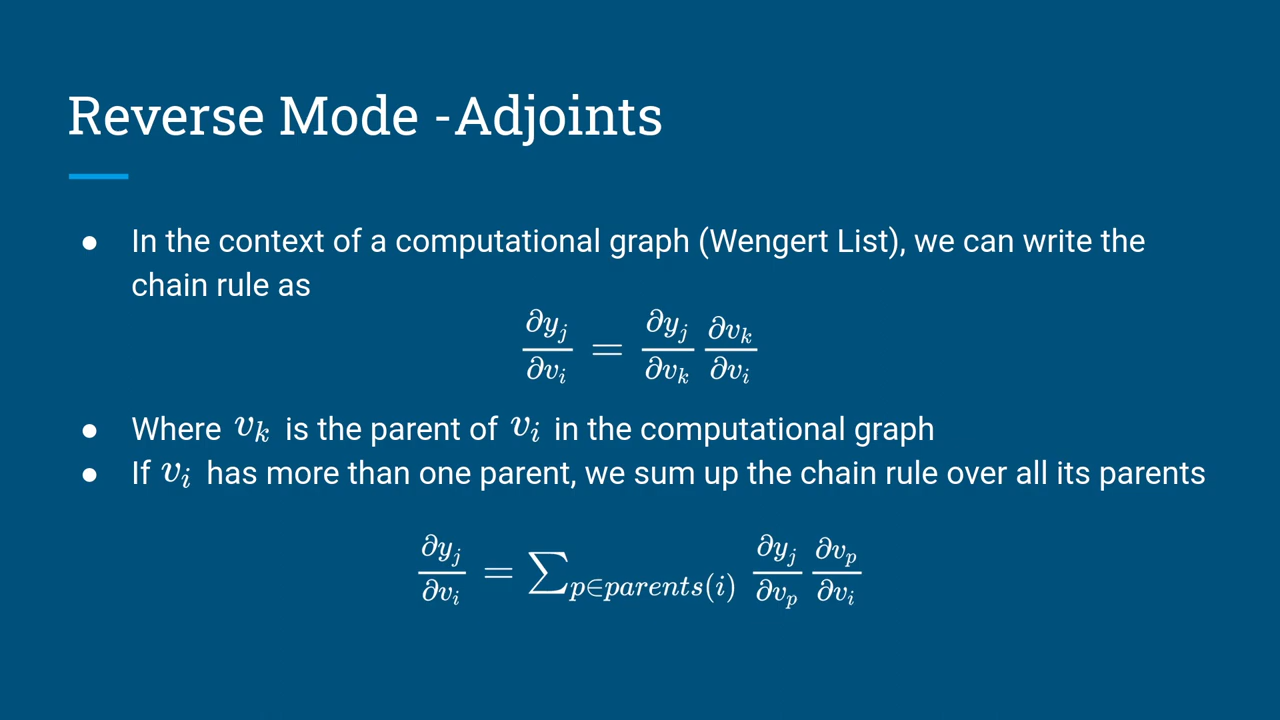 Reverse Mode -Adjoints
● In the context of a computational graph (Wengert List), we can write the
chain rule as
∂y_j/∂v_i = ∂y_j/∂v_k ∂v_k/∂v_i
● Where v_k is the parent of v_i in the computational graph
● If v_i has more than one parent, we sum up the chain rule over all its parents
∂y_j/∂v_i = ∑_{p∈parents(i)} ∂y_j/∂v_p ∂v_p/∂v_i